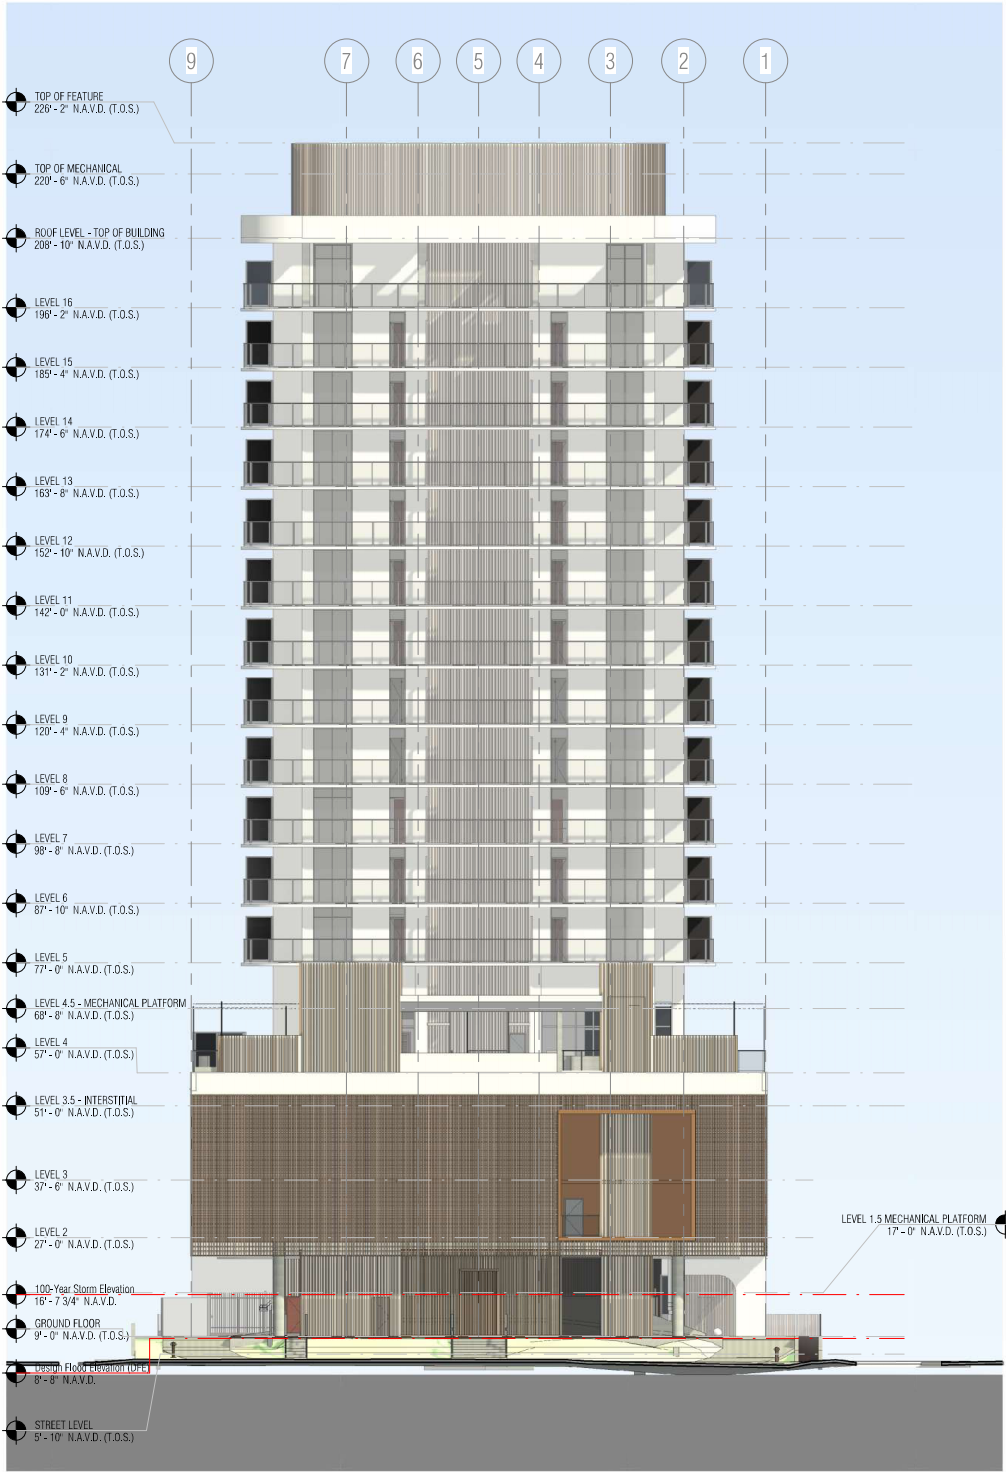 9 7 6 5 4 3 2 1
TOP OF FEATURE
226' - 2" N.A.V.D. (T.O.S.)
TOP OF MECHANICAL
220' - 6" N.A.V.D. (T.O.S.)
ROOF LEVEL - TOP OF BUILDING
208' - 10" N.A.V.D. (T.O.S.)
LEVEL 16
196' - 2" N.A.V.D. (T.O.S.)
LEVEL 15
185' - 4" N.A.V.D. (T.O.S.)
LEVEL 14
174' - 6" N.A.V.D. (T.O.S.)
LEVEL 13
163' - 8" N.A.V.D. (T.O.S.)
LEVEL 12
152' - 10" N.A.V.D. (T.O.S.)
LEVEL 11
142' - 0" N.A.V.D. (T.O.S.)
LEVEL 10
131' - 2" N.A.V.D. (T.O.S.)
LEVEL 9
120' - 4" N.A.V.D. (T.O.S.)
LEVEL 8
109' - 6" N.A.V.D. (T.O.S.)
LEVEL 7
98' - 8" N.A.V.D. (T.O.S.)
LEVEL 6
87' - 10" N.A.V.D. (T.O.S.)
LEVEL 5
77' - 0" N.A.V.D. (T.O.S.)
LEVEL 4.5 - MECHANICAL PLATFORM
68' - 8" N.A.V.D. (T.O.S.)
LEVEL 4
57' - 0" N.A.V.D. (T.O.S.)
LEVEL 3.5 - INTERSTITIAL
51' - 0" N.A.V.D. (T.O.S.)
LEVEL 3
37' - 6" N.A.V.D. (T.O.S.)
LEVEL 2
27' - 0" N.A.V.D. (T.O.S.)
LEVEL 1.5 MECHANICAL PLATFORM
17' - 0" N.A.V.D. (T.O.S.)
100-Year Storm Elevation
16' - 7 3/4" N.A.V.D.
GROUND FLOOR
9' - 0" N.A.V.D. (T.O.S.)
Design Flood Elevation (DFE)
8' - 8" N.A.V.D.
STREET LEVEL
5' - 10" N.A.V.D. (T.O.S.)